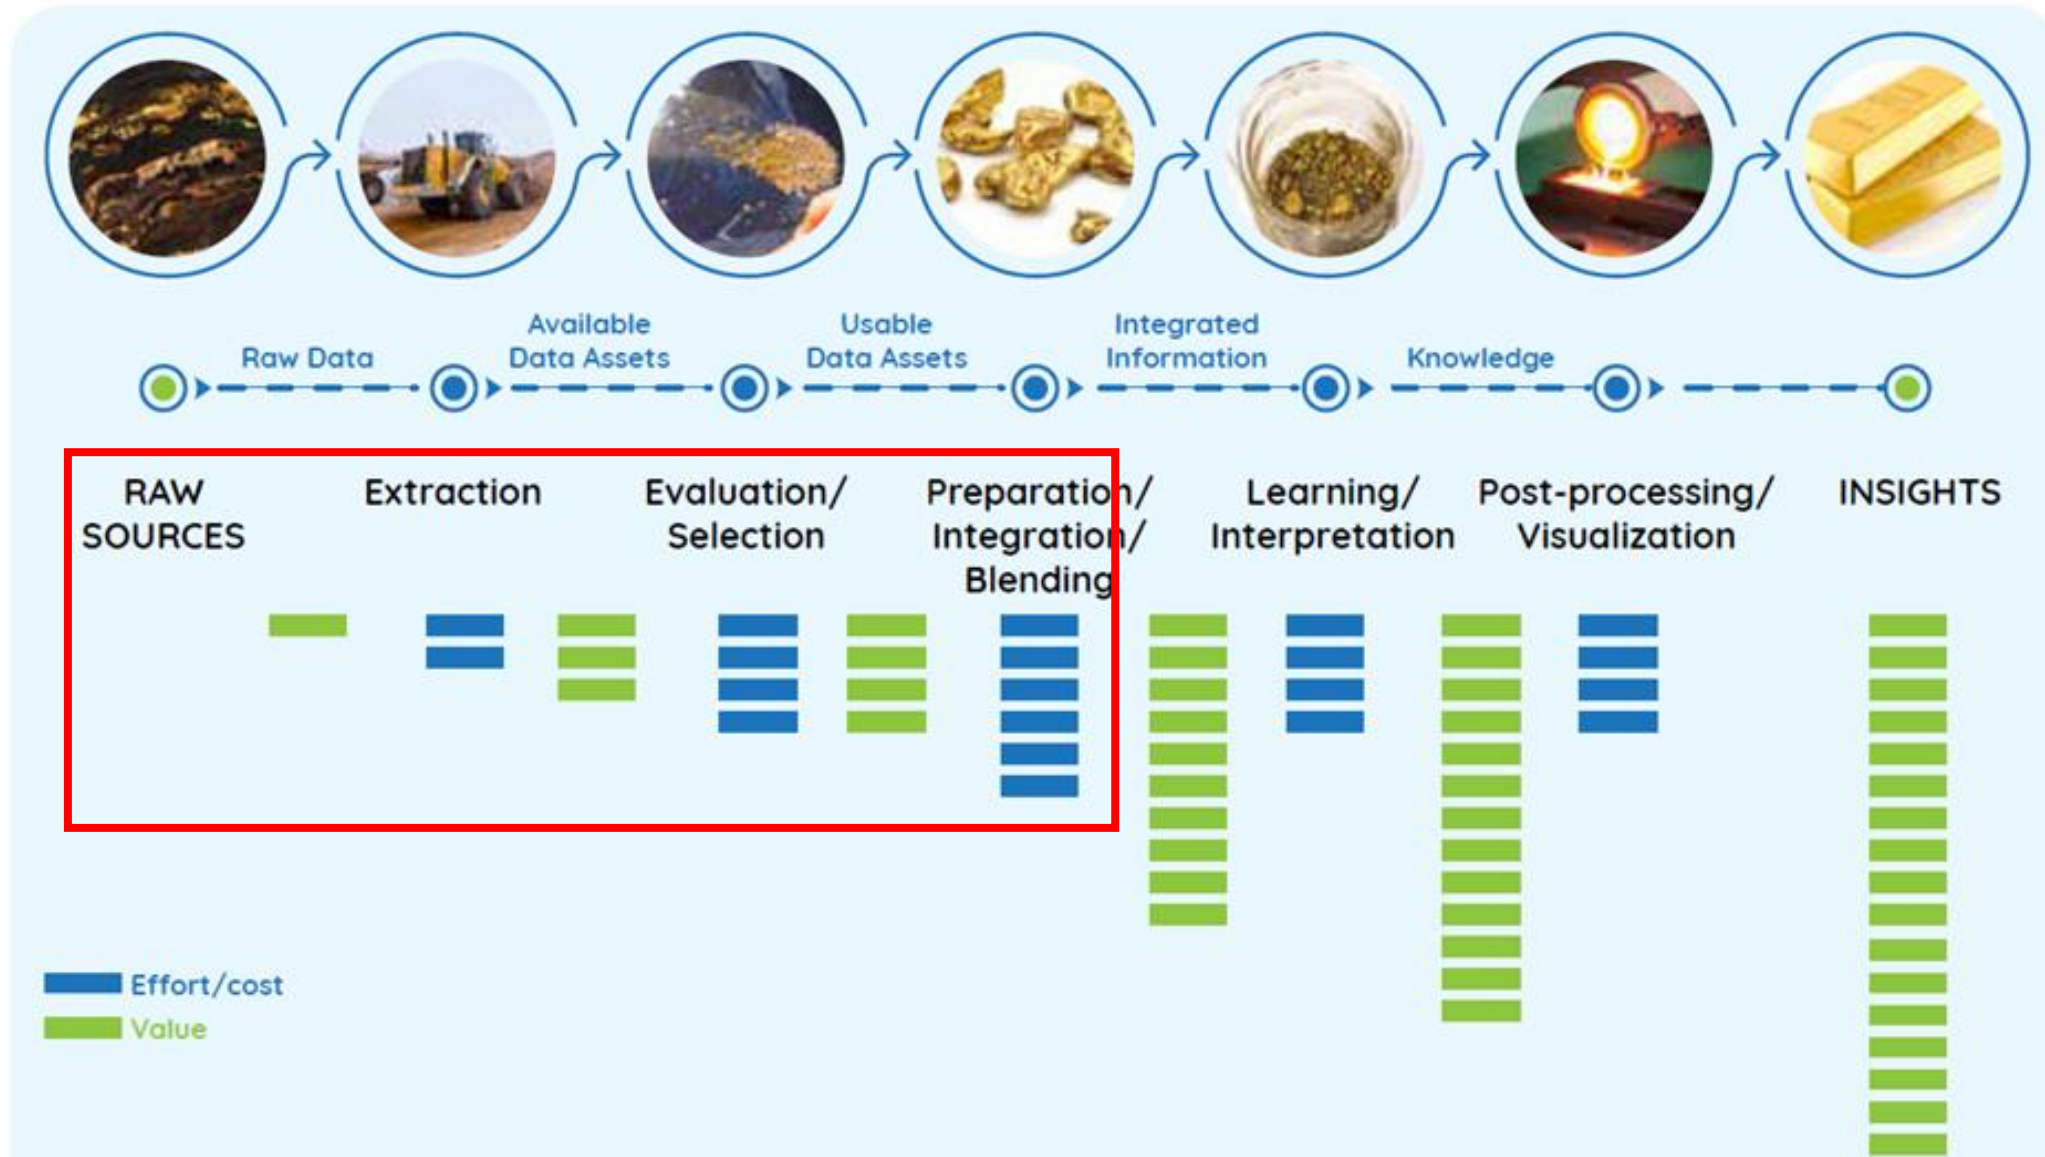 Raw Data
Available
Data Assets
Usable
Data Assets
Integrated
Information
Knowledge
RAW
SOURCES
Extraction
Evaluation/
Selection
Preparation/
Integration/
Blending
Learning/
Interpretation
Post-processing/
Visualization
INSIGHTS
Effort/cost
Value